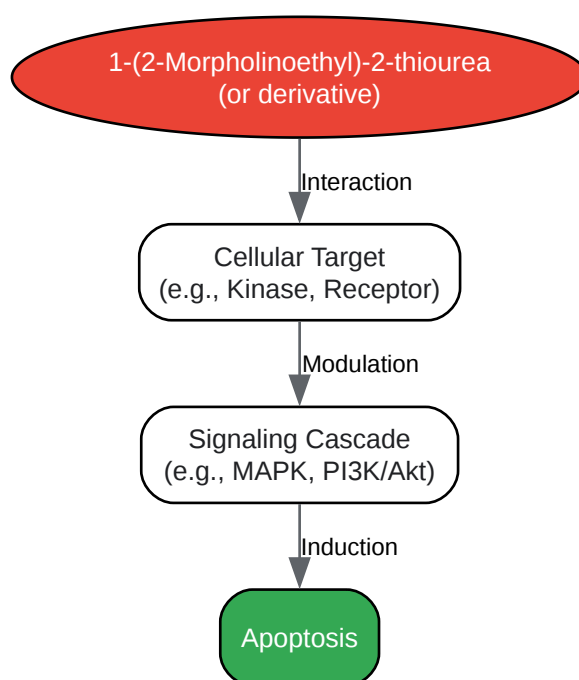 1-(2-Morpholinoethyl)-2-thiourea
(or derivative)
Interaction
Cellular Target
(e.g., Kinase, Receptor)
Modulation
Signaling Cascade
(e.g., MAPK, PI3K/Akt)
Induction
Apoptosis